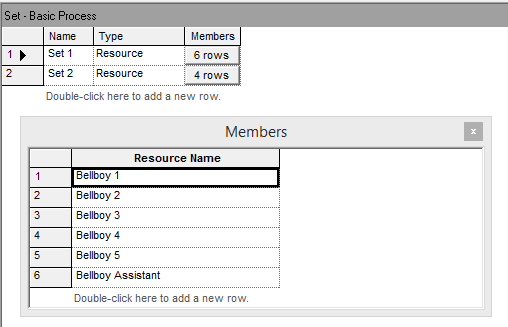 Set - Basic Process
Name Type Members
1 Set 1 Resource 6 rows
2 Set 2 Resource 4 rows
Double-click here to add a new row.
Members
x
Resource Name
1 Bellboy 1
2 Bellboy 2
3 Bellboy 3
4 Bellboy 4
5 Bellboy 5
6 Bellboy Assistant
Double-click here to add a new row.